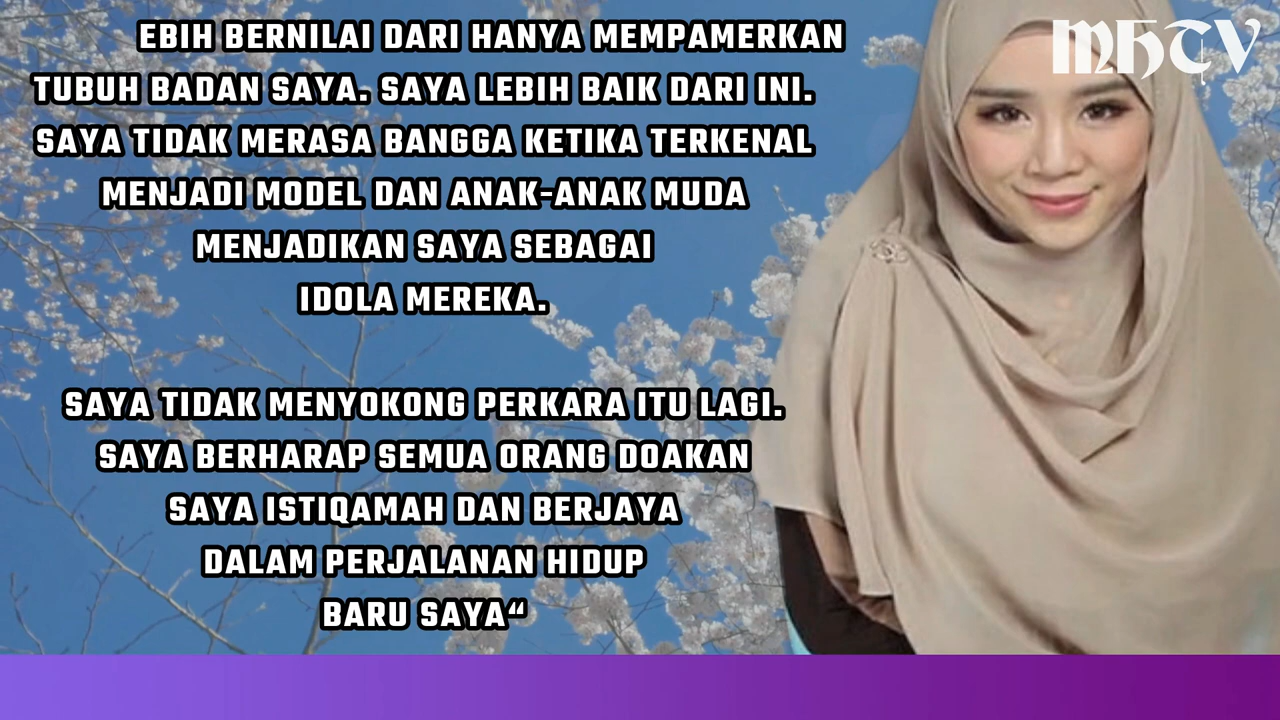 EBIH BERNILAI DARI HANYA MEMPAMERKAN
TUBUH BADAN SAYA. SAYA LEBIH BAIK DARI INI.
SAYA TIDAK MERASA BANGGA KETIKA TERKENAL
MENJADI MODEL DAN ANAK-ANAK MUDA
MENJADIKAN SAYA SEBAGAI
IDOLA MEREKA.
SAYA TIDAK MENYOKONG PERKARA ITU LAGI.
SAYA BERHARAP SEMUA ORANG DOAKAN
SAYA ISTIQAMAH DAN BERJAYA
DALAM PERJALANAN HIDUP
BARU SAYA“
MHTV